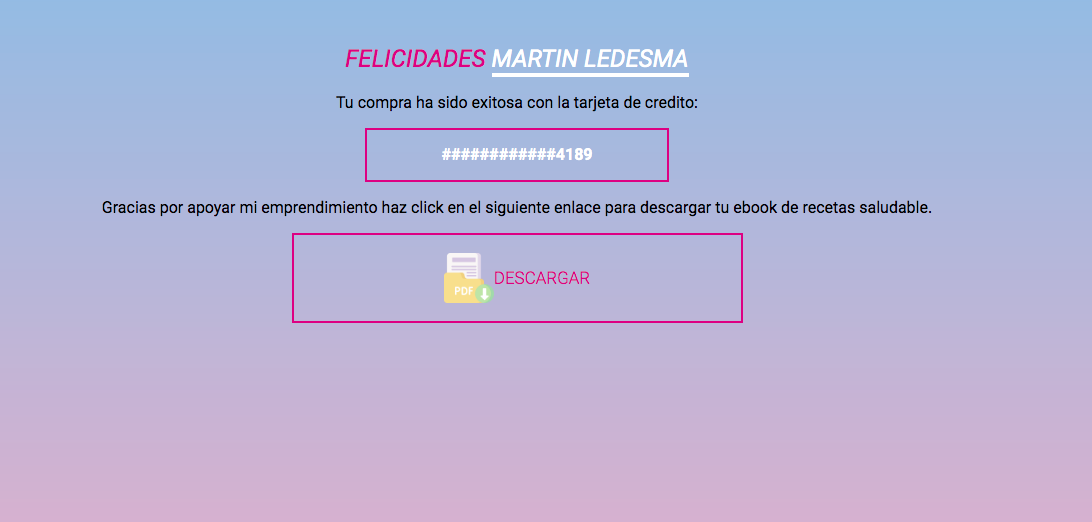 FELICIDADES MARTIN LEDESMA
Tu compra ha sido exitosa con la tarjeta de credito:
############4189
Gracias por apoyar mi emprendimiento haz click en el siguiente enlace para descargar tu ebook de recetas saludable.
PDF DESCARGAR